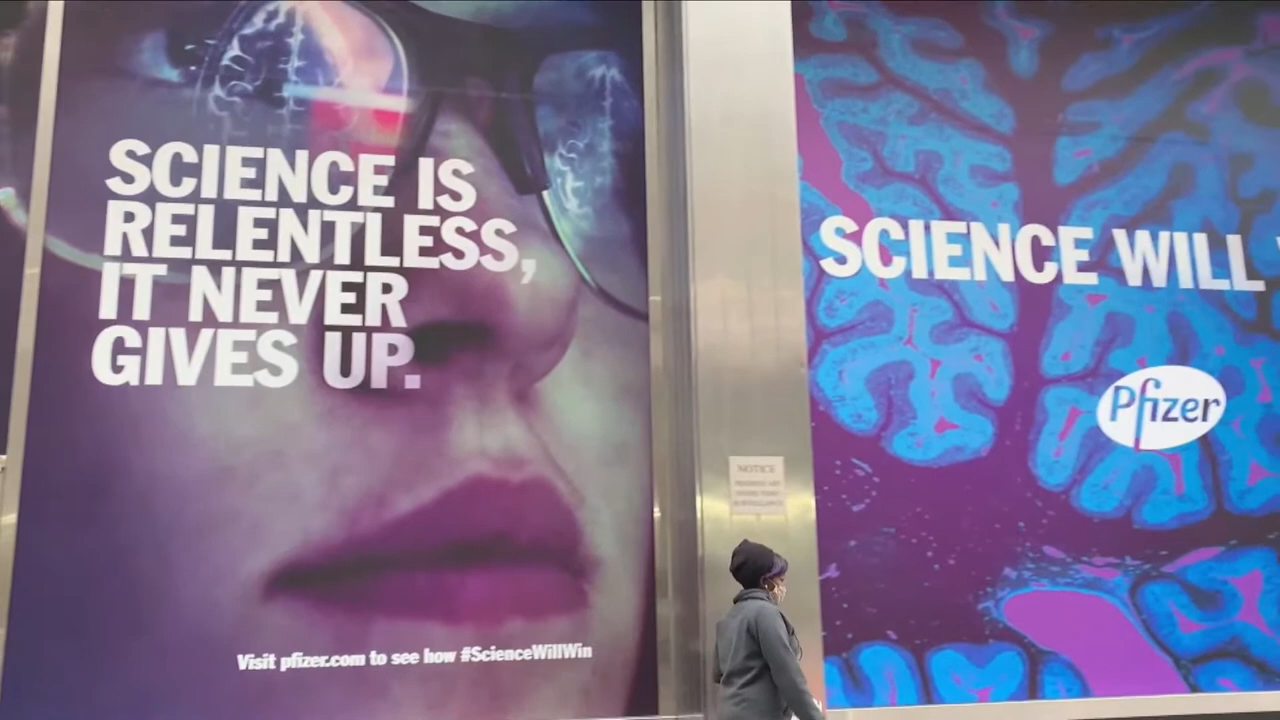 SCIENCE IS
RELENTLESS,
IT NEVER
GIVES UP.
Visit pfizer.com to see how #ScienceWillWin
SCIENCE WILL
Pfizer
NOTICE